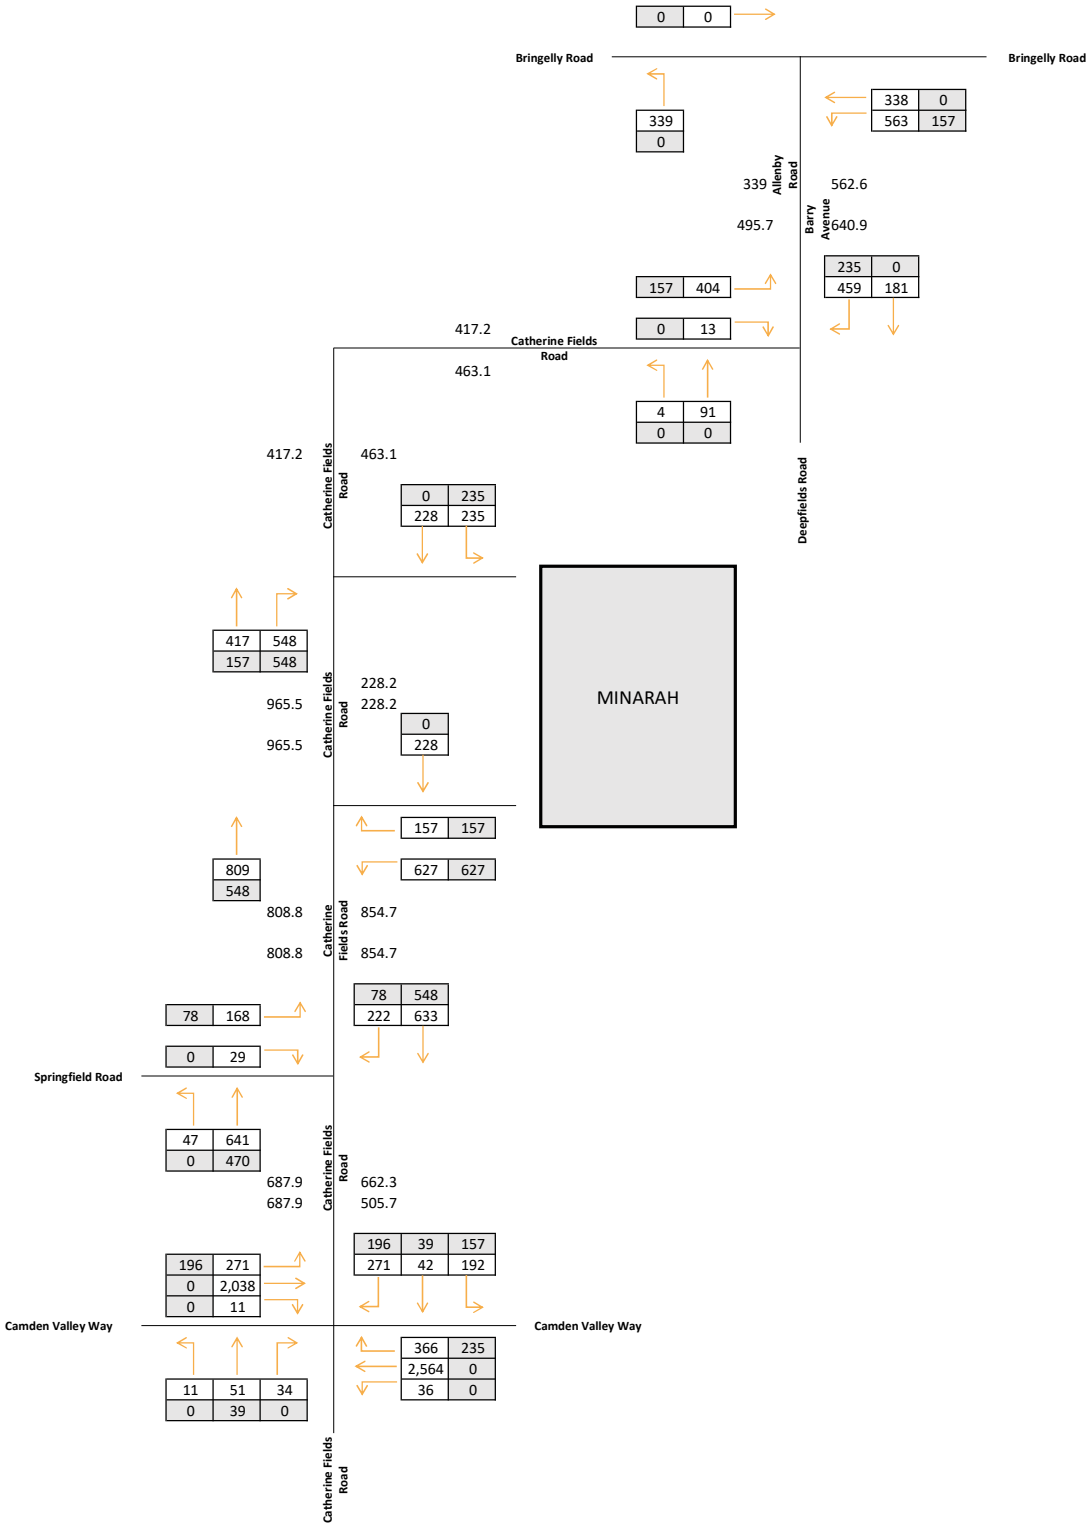 0 0
Bringelly Road
Bringelly Road
338 0
563 157
339
0
Allenby
Road
339
562.6
Barry
Avenue
495.7
640.9
235 0
459 181
157 404
0 13
417.2
Catherine Fields
Road
463.1
4 91
0 0
Deepfields Road
417.2
Catherine Fields
Road
463.1
0 235
228 235
MINARAH
417 548
157 548
228.2
965.5
Catherine Fields
Road
228.2
0
228
965.5
157 157
627 627
809
548
808.8
Catherine
Fields Road
854.7
808.8
854.7
78 548
222 633
78 168
0 29
Springfield Road
47 641
0 470
Catherine Fields
Road
687.9
662.3
687.9
505.7
196 39 157
271 42 192
196 271
0 2,038
0 11
Camden Valley Way
Camden Valley Way
366 235
2,564 0
36 0
11 51 34
0 39 0
Catherine Fields
Road